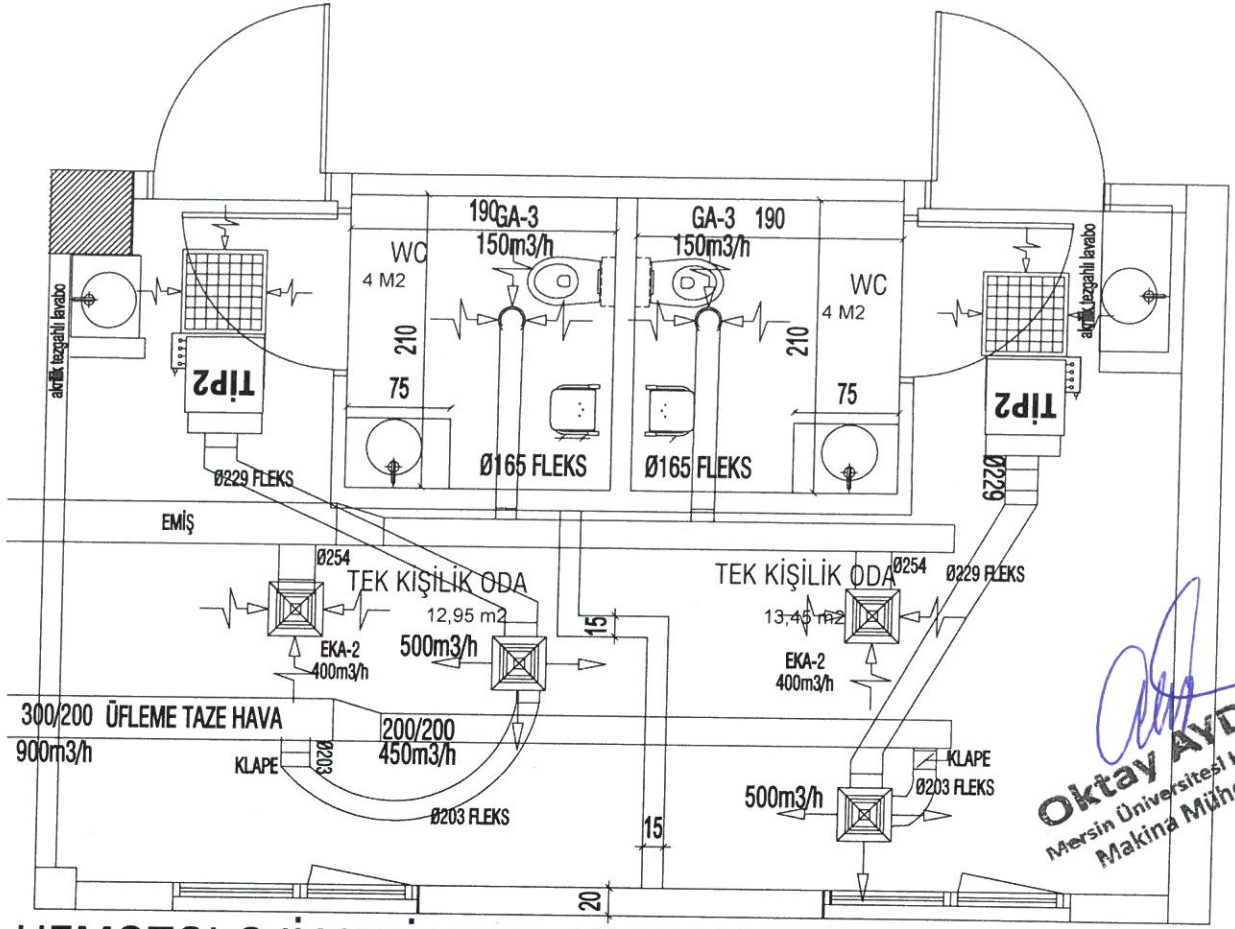 190
GA-3
150m3/h
GA-3
190
150m3/h
WC
4 M2
WC
4 M2
akrilik tezgahlı lavabo
akrilik tezgahlı lavabo
210
210
75
75
TİP2
TİP2
Ø165 FLEKS
Ø165 FLEKS
Ø229 FLEKS
Ø229
EMİŞ
Ø254
TEK KİŞİLİK ODA
12,95 m2
TEK KİŞİLİK ODA
13,45 m2
Ø254
Ø229 FLEKS
15
500m3/h
EKA-2
400m3/h
EKA-2
400m3/h
300/200 ÜFLEME TAZE HAVA
900m3/h
200/200
450m3/h
KLAPE
Ø203
KLAPE
Ø203 FLEKS
Ø203 FLEKS
500m3/h
15
20
Oktay AYD
Mersin Üniversitesi
Makina Mühe